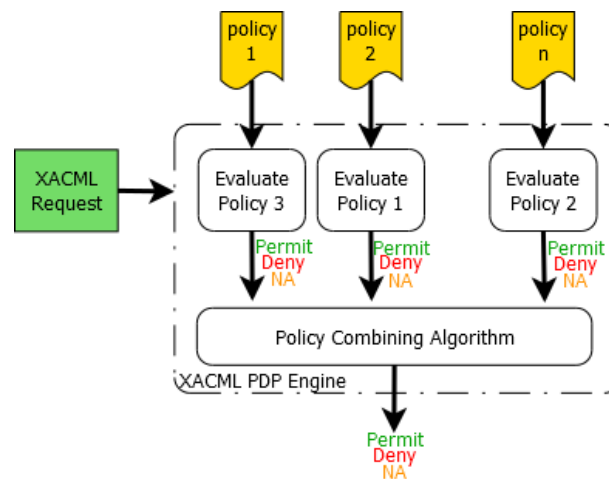 policy
1
policy
2
policy
n
XACML
Request
Evaluate
Policy 3
Evaluate
Policy 1
Evaluate
Policy 2
Permit
Deny
NA
Permit
Deny
NA
Permit
Deny
NA
Policy Combining Algorithm
XACML PDP Engine
Permit
Deny
NA